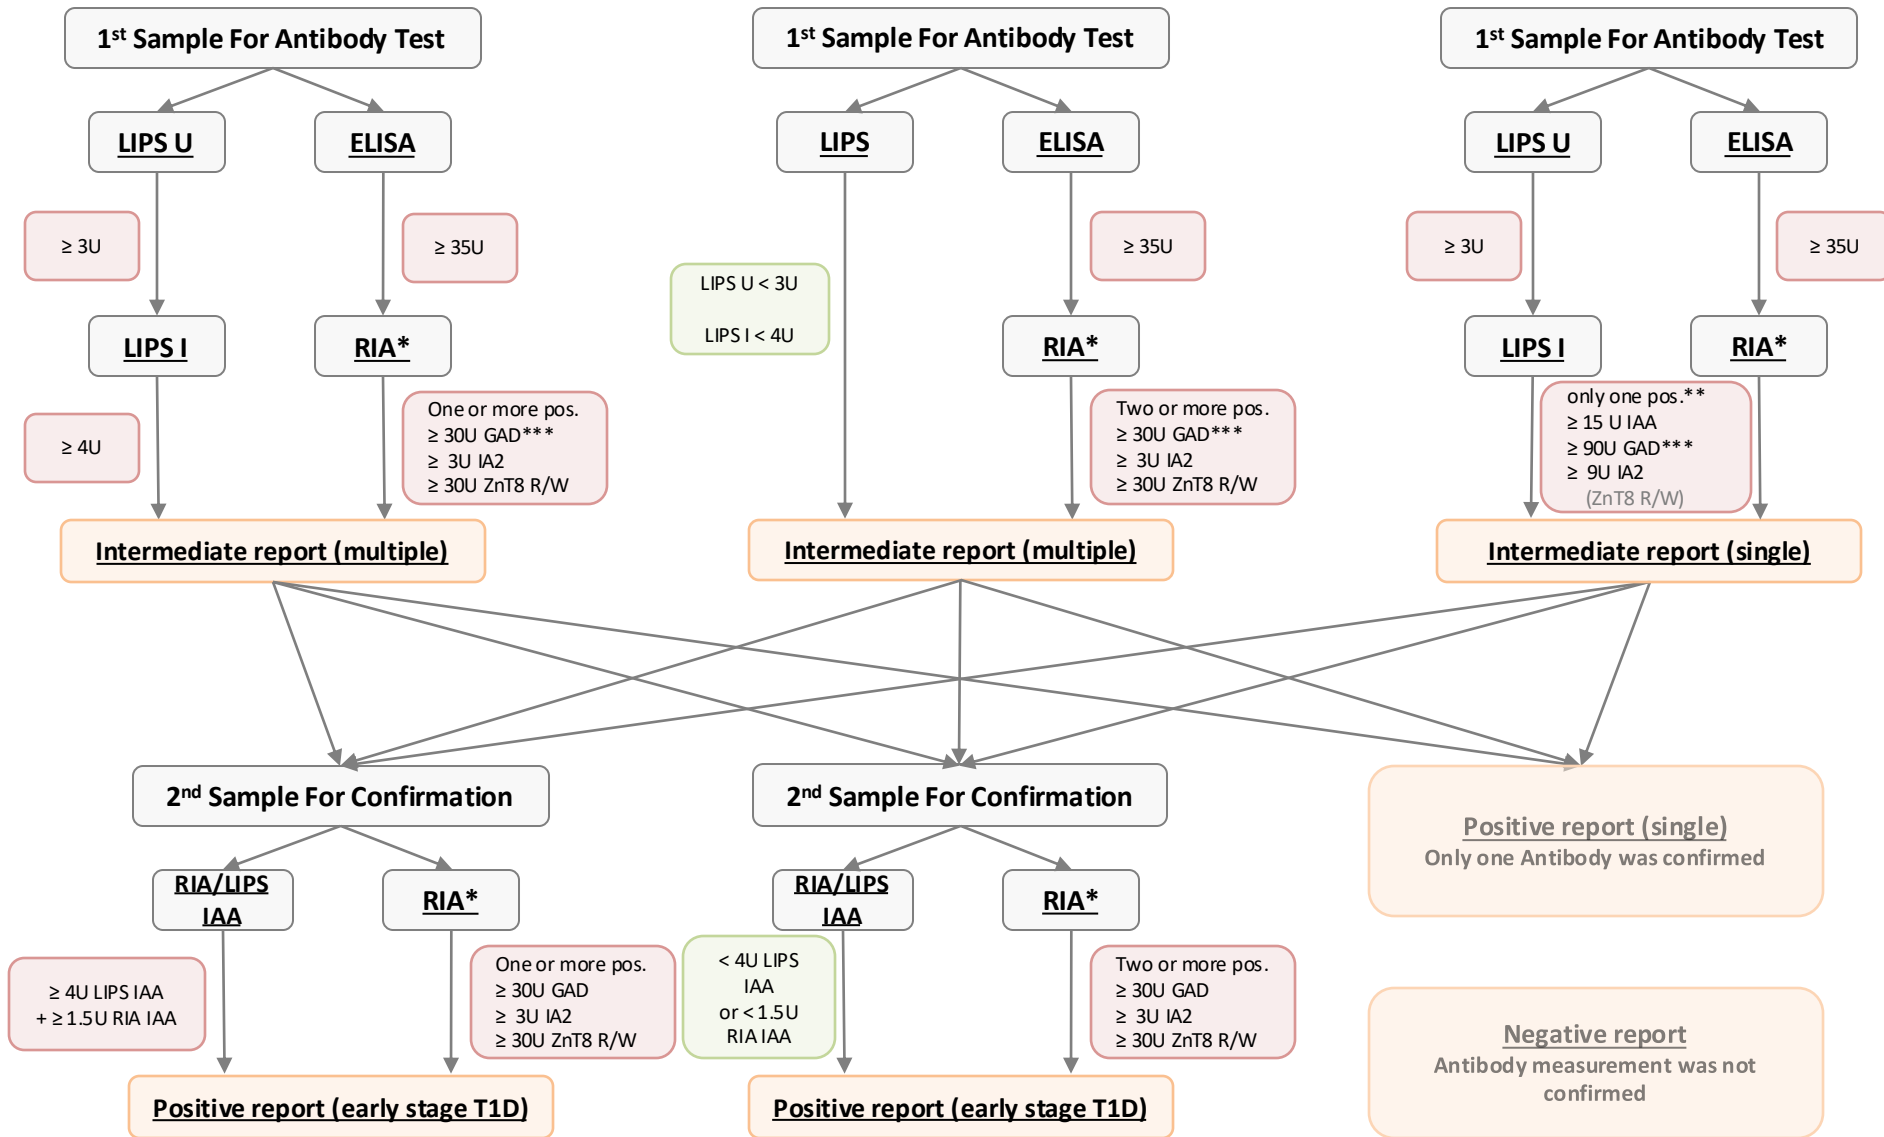 1st Sample For Antibody Test
LIPS U
ELISA
≥ 3U
≥ 35U
LIPS I
RIA*
≥ 4U
One or more pos.
≥ 30U GAD***
≥ 3U IA2
≥ 30U ZnT8 R/W
Intermediate report (multiple)
1st Sample For Antibody Test
LIPS
ELISA
LIPS U < 3U
LIPS I < 4U
≥ 35U
RIA*
Two or more pos.
≥ 30U GAD***
≥ 3U IA2
≥ 30U ZnT8 R/W
Intermediate report (multiple)
1st Sample For Antibody Test
LIPS U
ELISA
≥ 3U
≥ 35U
LIPS I
RIA*
only one pos.**
≥ 15 U IAA
≥ 90U GAD***
≥ 9U IA2
(ZnT8 R/W)
Intermediate report (single)
2nd Sample For Confirmation
RIA/LIPS
IAA
RIA*
≥ 4U LIPS IAA
+ ≥ 1.5U RIA IAA
One or more pos.
≥ 30U GAD
≥ 3U IA2
≥ 30U ZnT8 R/W
Positive report (early stage T1D)
2nd Sample For Confirmation
RIA/LIPS
IAA
RIA*
< 4U LIPS
IAA
or < 1.5U
RIA IAA
Two or more pos.
≥ 30U GAD
≥ 3U IA2
≥ 30U ZnT8 R/W
Positive report (early stage T1D)
Positive report (single)
Only one Antibody was confirmed
Negative report
Antibody measurement was not
confirmed